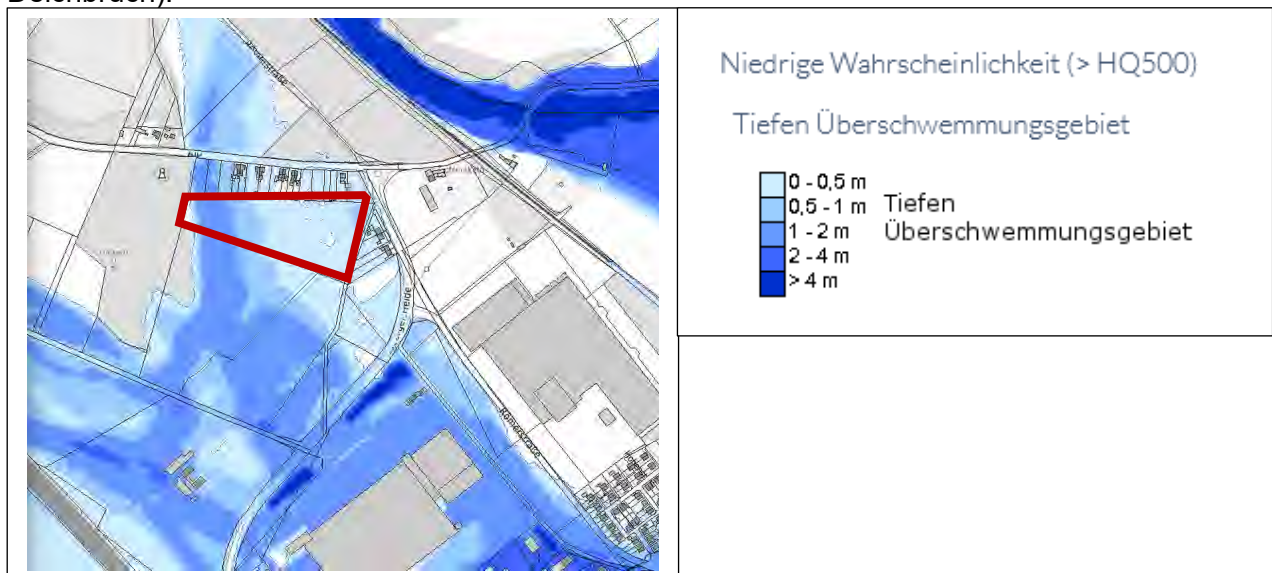 Niedrige Wahrscheinlichkeit (> HQ500)
Tiefen Überschwemmungsgebiet
0 - 0,5 m
0,5 - 1 m
1 - 2 m
2 - 4 m
> 4 m
Tiefen
Überschwemmungsgebiet
Römerstraße